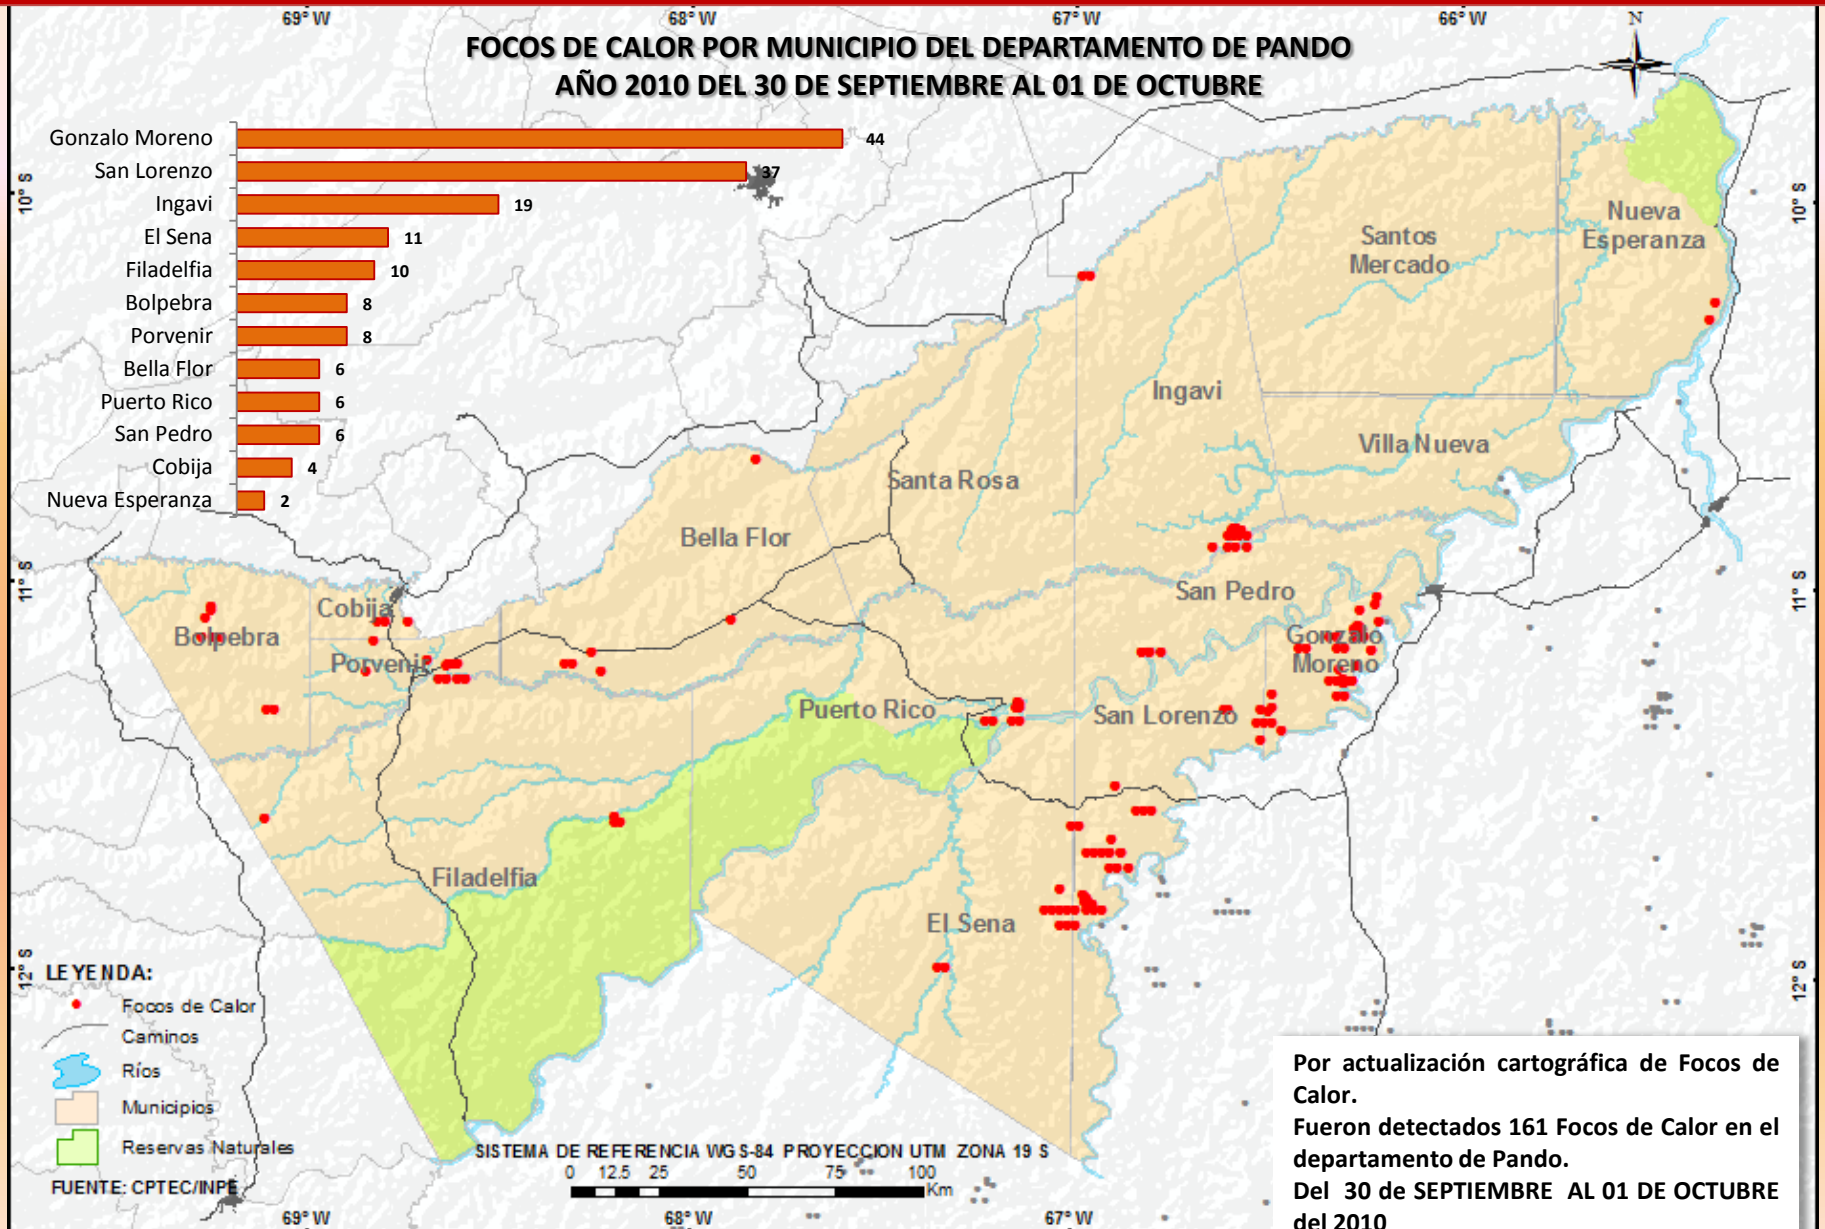 69° W 68° W 67° W 66° W
N
FOCOS DE CALOR POR MUNICIPIO DEL DEPARTAMENTO DE PANDO
AÑO 2010 DEL 30 DE SEPTIEMBRE AL 01 DE OCTUBRE
Gonzalo Moreno 44
San Lorenzo 37
Ingavi 19
El Sena 11
Filadelfia 10
Bolpebra 8
Porvenir 8
Bella Flor 6
Puerto Rico 6
San Pedro 6
Cobija 4
Nueva Esperanza 2
10° S
10° S
11° S
11° S
12° S
12° S
Nueva
Esperanza
Santos
Mercado
Ingavi
Villa Nueva
Santa Rosa
Bella Flor
San Pedro
Cobija
Bolpebra
Porvenir
Gonzalo
Moreno
Puerto Rico
San Lorenzo
Filadelfia
El Sena
LEYENDA:
Focos de Calor
Caminos
Ríos
Municipios
Reservas Naturales
FUENTE: CPTEC/INPE
SISTEMA DE REFERENCIA WGS-84 PROYECCION UTM ZONA 19 S
0 12.5 25 50 75 100
Km
Por actualización cartográfica de Focos de
Calor.
Fueron detectados 161 Focos de Calor en el
departamento de Pando.
Del 30 de SEPTIEMBRE AL 01 DE OCTUBRE
del 2010
69° W 68° W 67° W